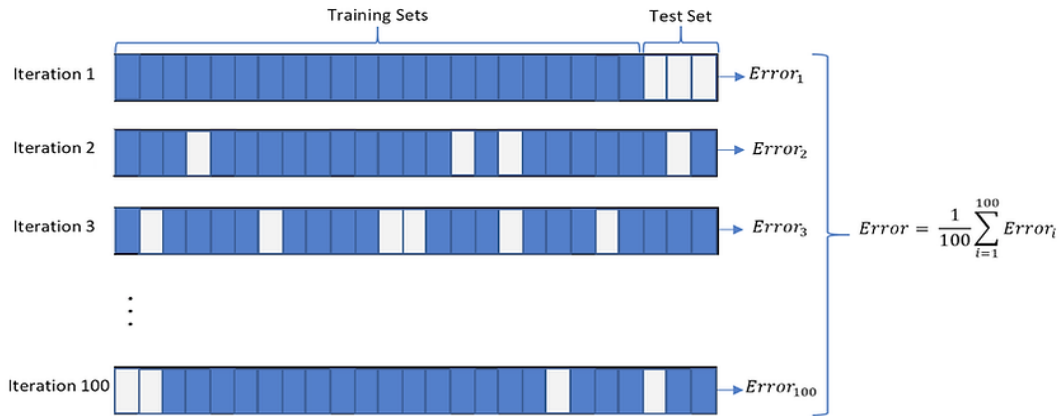 Training Sets
Test Set
Iteration 1
Error₁
Iteration 2
Error₂
Iteration 3
Error₃
Error = 1/100 ∑_{i=1}^{100} Errorᵢ
Iteration 100
Error₁₀₀